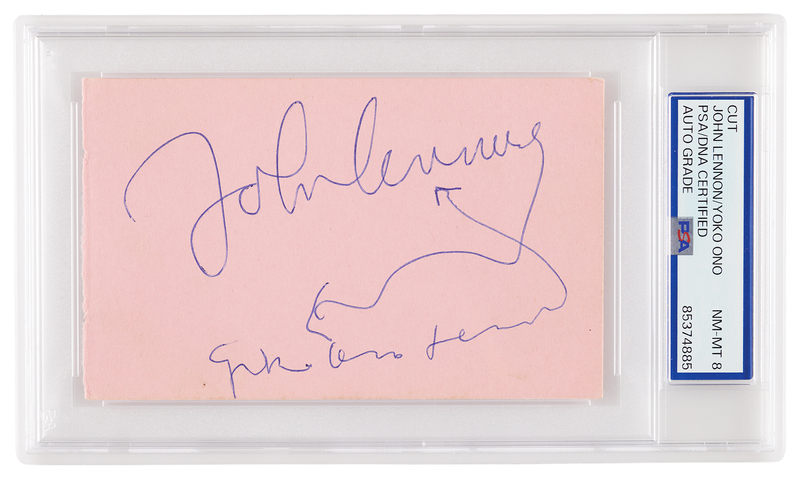 John Lennon
Yoko Ono Lennon
CUT
JOHN LENNON/YOKO ONO
PSA/DNA CERTIFIED
AUTO GRADE NM-MT 8
PSA
85374885